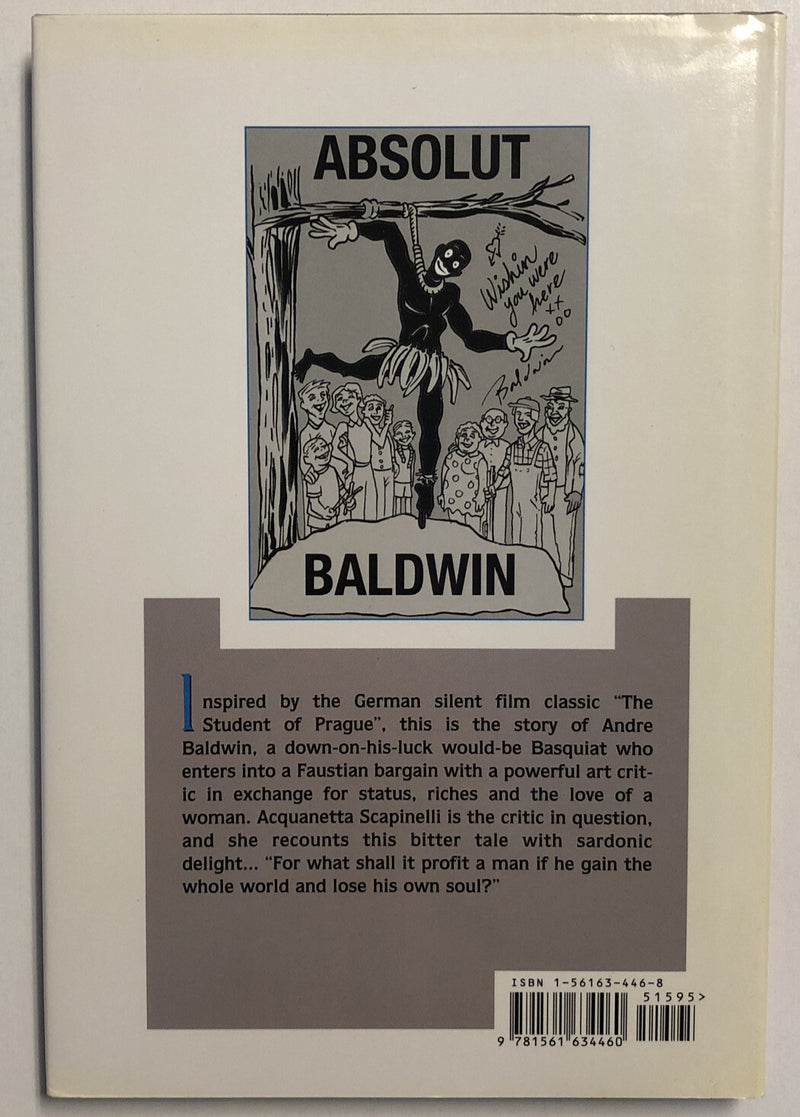 ABSOLUT
Wishin
you were
here
xx
oo
Baldwin
BALDWIN
Inspired by the German silent film classic “The
Student of Prague”, this is the story of Andre
Baldwin, a down-on-his-luck would-be Basquiat who
enters into a Faustian bargain with a powerful art crit-
ic in exchange for status, riches and the love of a
woman. Acquanetta Scapinelli is the critic in question,
and she recounts this bitter tale with sardonic
delight... “For what shall it profit a man if he gain the
whole world and lose his own soul?”
ISBN 1-56163-446-8
51595>
9 781561 634460